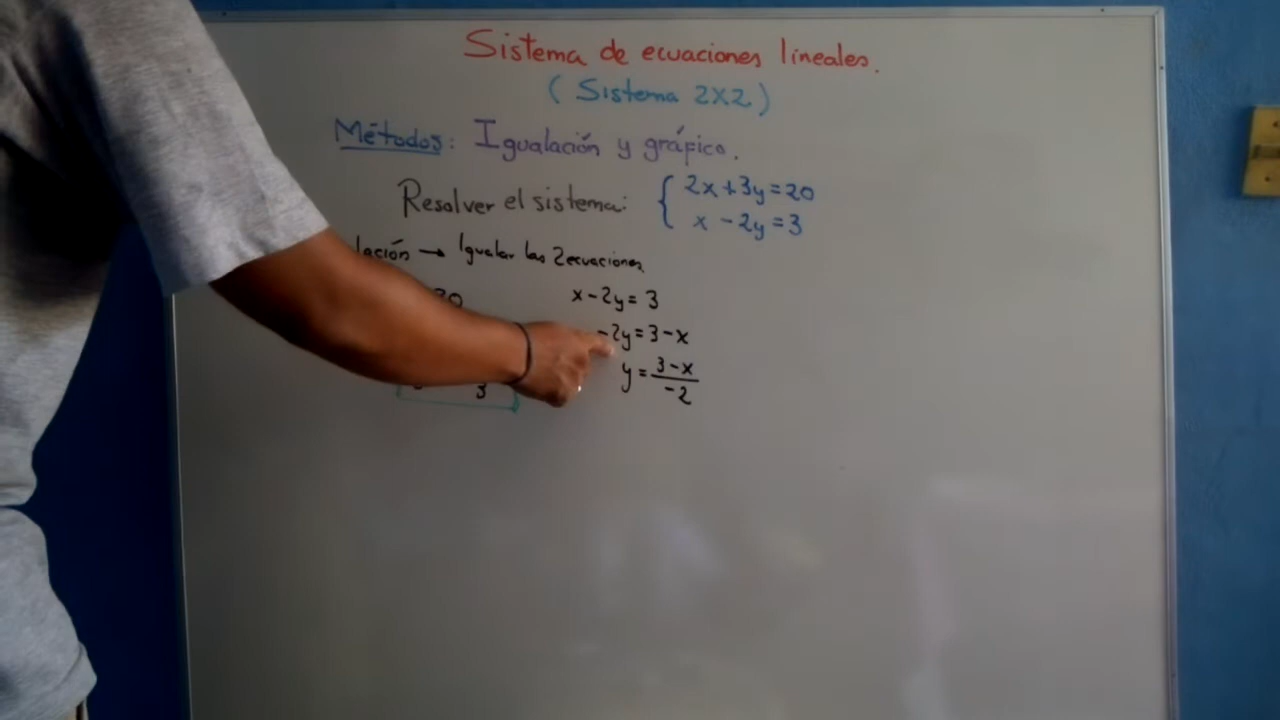 Sistema de ecuaciones lineales.
(Sistema 2X2)
Métodos: Igualación y gráfico.
Resolver el sistema: { 2x+3y=20
x-2y=3
lación → Igualar las 2 ecuaciones.
20
3
x-2y=3
-2y=3-x
y=3-x/-2